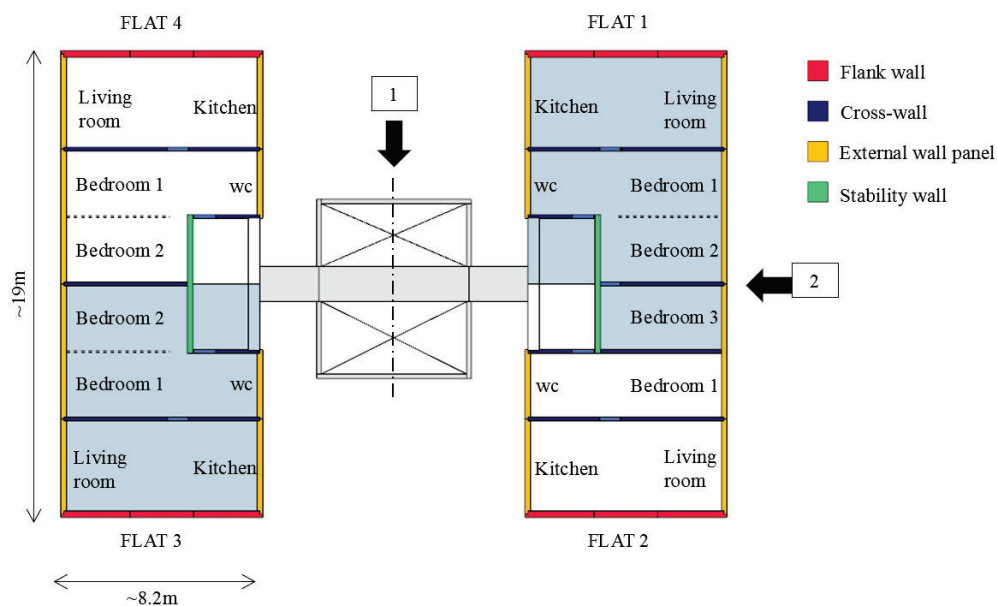 FLAT 4
FLAT 1
1
Flank wall
Cross-wall
External wall panel
Stability wall
Living
room
Kitchen
Kitchen
Living
room
Bedroom 1
wc
wc
Bedroom 1
Bedroom 2
Bedroom 2
2
~19m
Bedroom 2
Bedroom 3
Bedroom 1
wc
wc
Bedroom 1
Living
room
Kitchen
Kitchen
Living
room
FLAT 3
FLAT 2
~8.2m